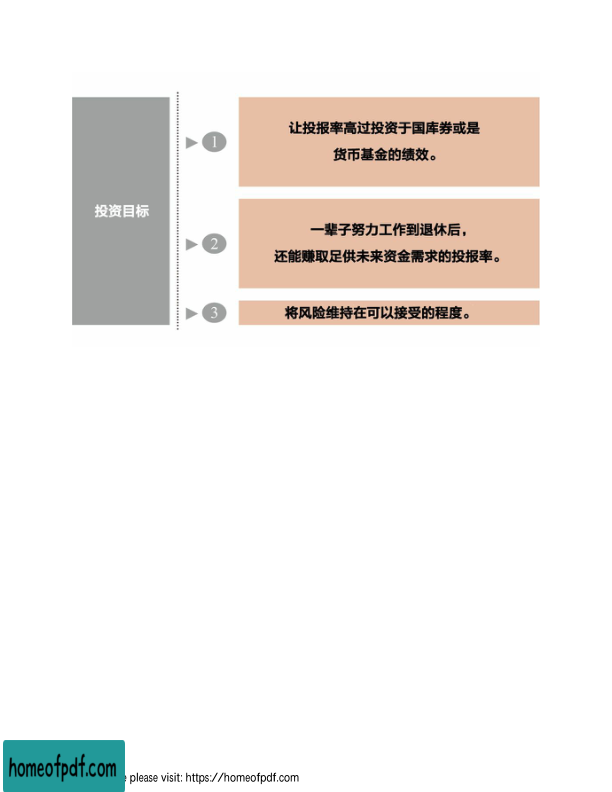 投资目标
1
让投报率高过投资于国库券或是
货币基金的绩效。
2
一辈子努力工作到退休后，
还能赚取足供未来资金需求的投报率。
3
将风险维持在可以接受的程度。
homeofpdf.com
please visit: https://homeofpdf.com